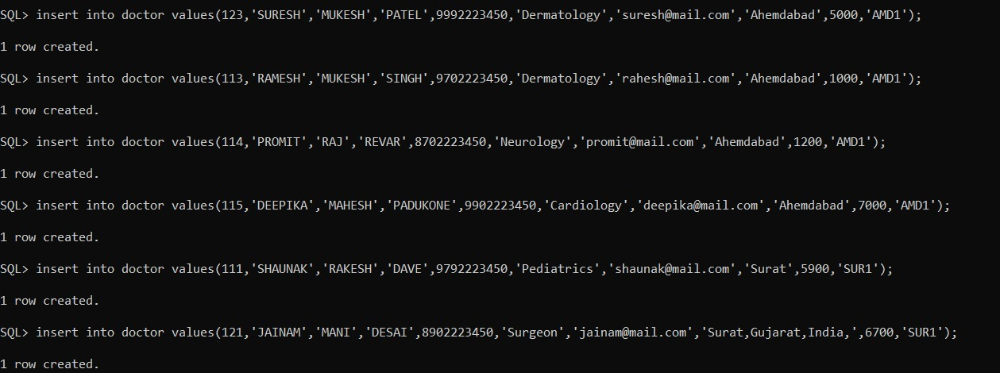 SQL> insert into doctor values(123,'SURESH','MUKESH','PATEL',9992223450,'Dermatology','suresh@mail.com','Ahemdabad',5000,'AMD1');
1 row created.
SQL> insert into doctor values(113,'RAMESH','MUKESH','SINGH',9702223450,'Dermatology','rahesh@mail.com','Ahemdabad',1000,'AMD1');
1 row created.
SQL> insert into doctor values(114,'PROMIT','RAJ','REVAR',8702223450,'Neurology','promit@mail.com','Ahemdabad',1200,'AMD1');
1 row created.
SQL> insert into doctor values(115,'DEEPIKA','MAHESH','PADUKONE',9902223450,'Cardiology','deepika@mail.com','Ahemdabad',7000,'AMD1');
1 row created.
SQL> insert into doctor values(111,'SHAUNAK','RAKESH','DAVE',9792223450,'Pediatrics','shaunak@mail.com','Surat',5900,'SUR1');
1 row created.
SQL> insert into doctor values(121,'JAINAM','MANI','DESAI',8902223450,'Surgeon','jainam@mail.com','Surat,Gujarat,India,',6700,'SUR1');
1 row created.